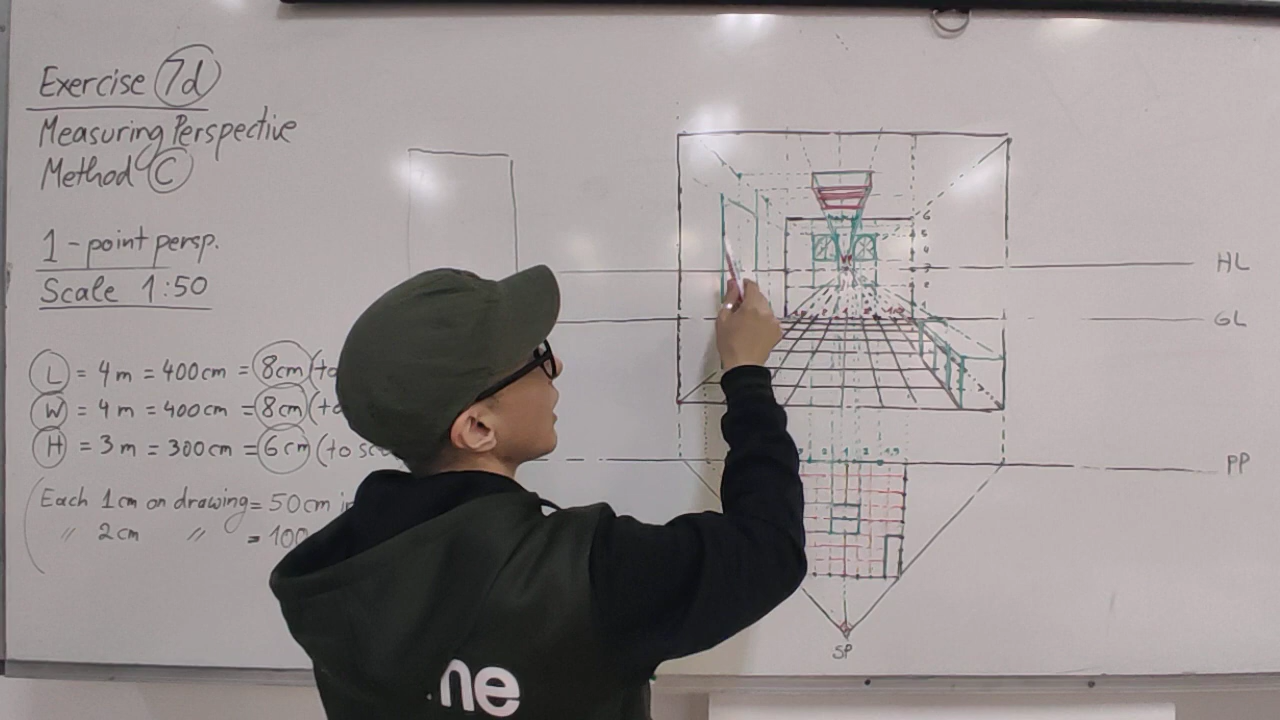 Exercise 7d
Measuring Perspective
Method C
1 - point persp.
Scale 1:50
L = 4m = 400cm = 8cm (to
W = 4m = 400cm = 8cm (to
H = 3m = 300cm = 6cm (to sc
(Each 1cm on drawing = 50cm i
" 2cm " = 100
HL
GL
PP
SP
ne